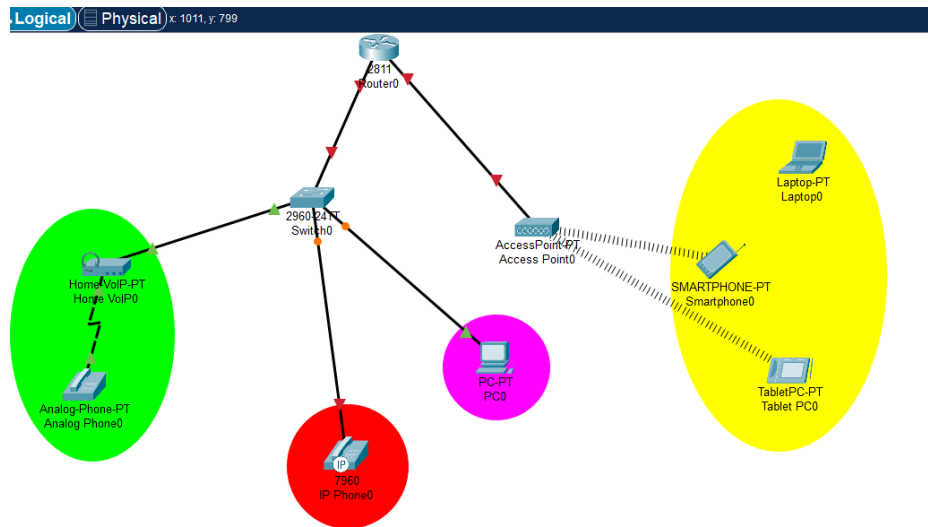 Logical Physical x: 1011, y: 799
2811
Router0
2960-24TT
Switch0
AccessPoint-PT
Access Point0
Laptop-PT
Laptop0
SMARTPHONE-PT
Smartphone0
Home-VoIP-PT
Home VoIP0
PC-PT
PC0
TabletPC-PT
Tablet PC0
Analog-Phone-PT
Analog Phone0
IP
7960
IP Phone0